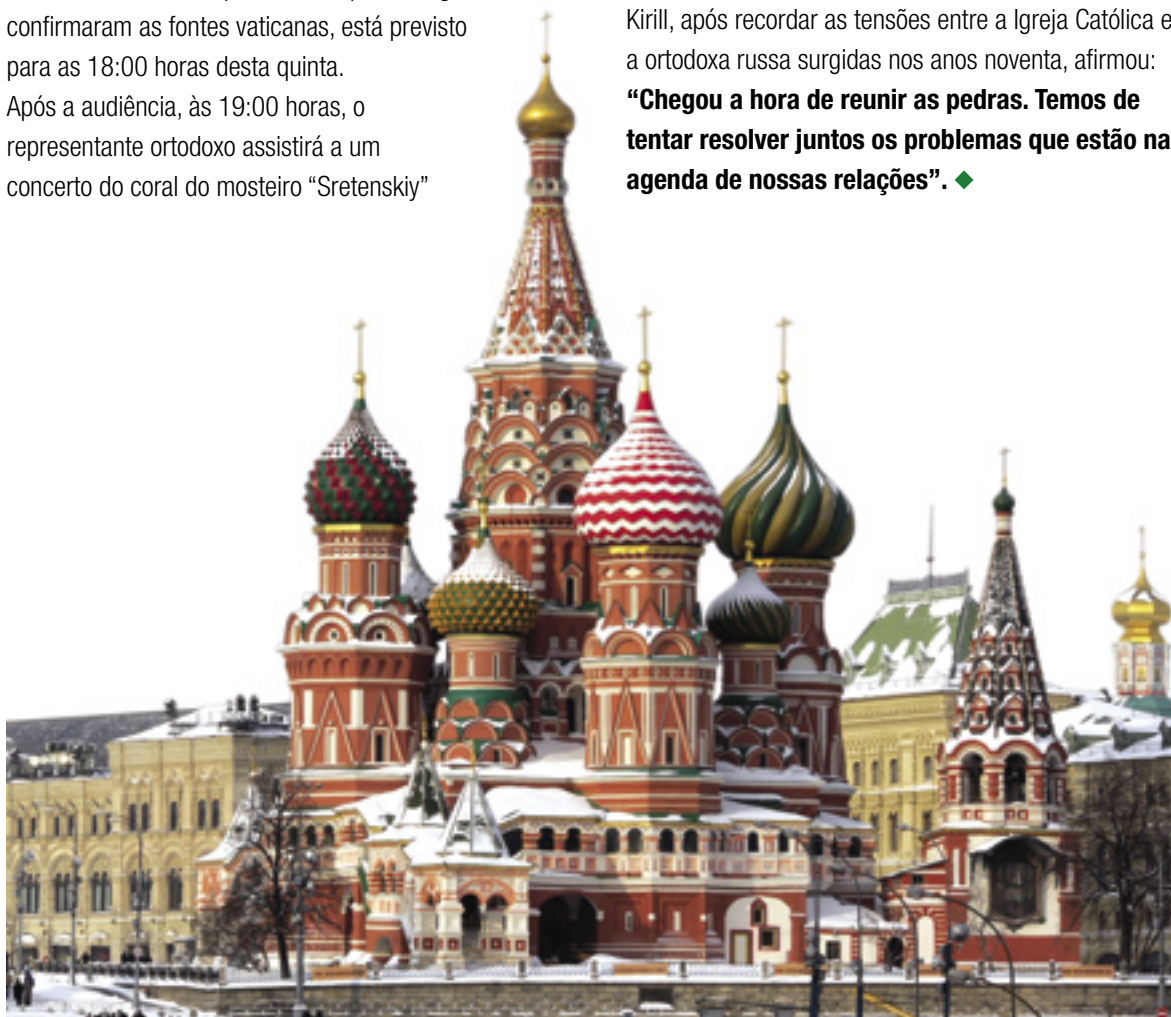 confirmaram as fontes vaticanas, está previsto
para as 18:00 horas desta quinta.
Após a audiência, às 19:00 horas, o
representante ortodoxo assistirá a um
concerto do coral do mosteiro “Sretenskiy”
Kirill, após recordar as tensões entre a Igreja Católica e
a ortodoxa russa surgidas nos anos noventa, afirmou:
“Chegou a hora de reunir as pedras. Temos de
tentar resolver juntos os problemas que estão na
agenda de nossas relações”.